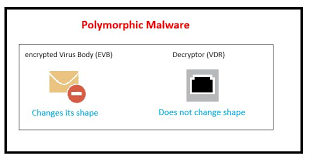 Polymorphic Malware
encrypted Virus Body (EVB)
Decryptor (VDR)
Changes its shape
Does not change shape